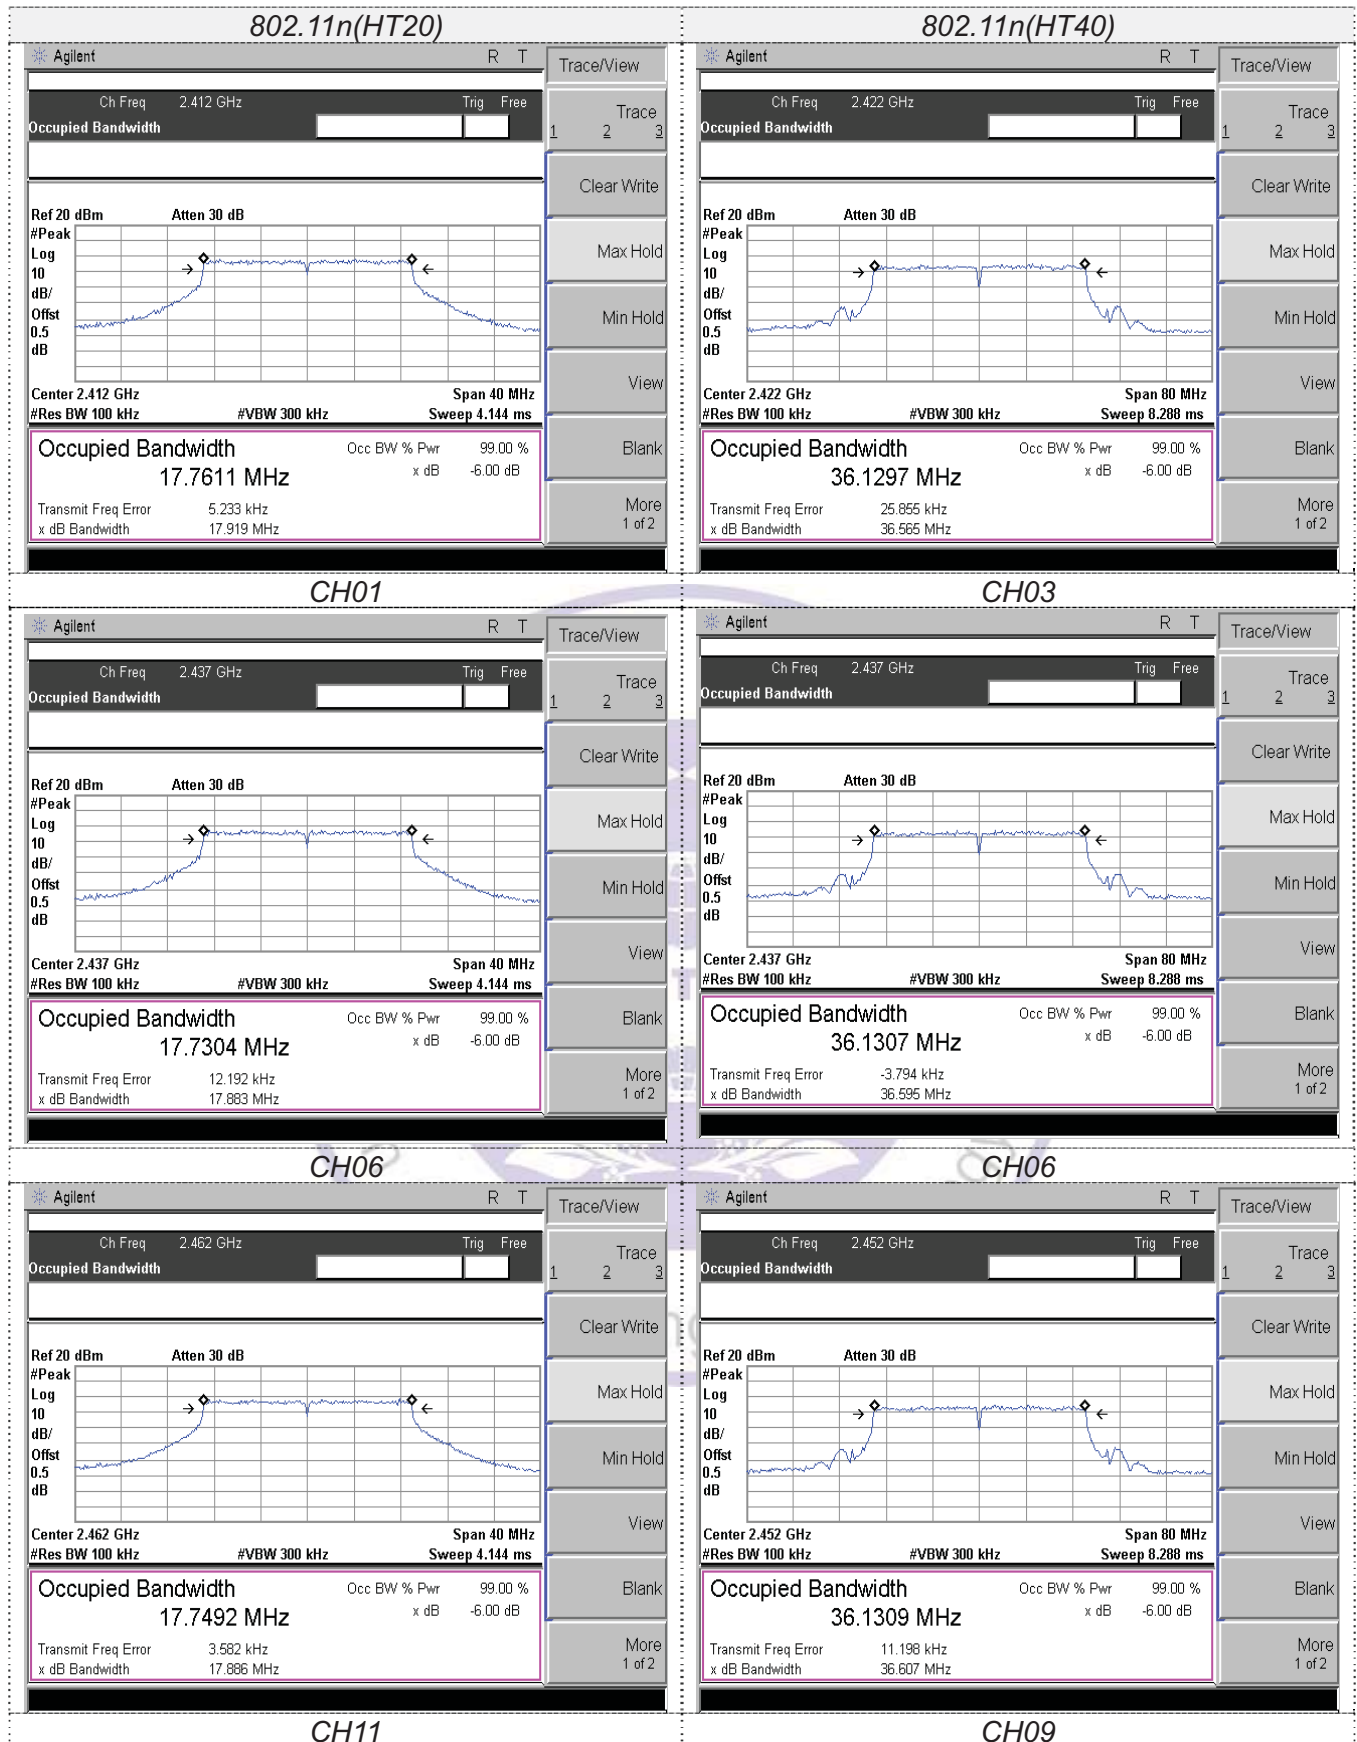 802.11n(HT20)
802.11n(HT40)
Agilent R T Trace/View
Ch Freq 2.412 GHz Trig Free
Occupied Bandwidth
Trace
1 2 3
Clear Write
Ref 20 dBm Atten 30 dB
#Peak
Log
10
dB/
Offst
0.5
dB
Max Hold
Min Hold
View
Center 2.412 GHz Span 40 MHz
#Res BW 100 kHz #VBW 300 kHz Sweep 4.144 ms
Occupied Bandwidth Occ BW % Pwr 99.00 %
17.7611 MHz x dB -6.00 dB
Transmit Freq Error 5.233 kHz
x dB Bandwidth 17.919 MHz
Blank
More
1 of 2
Agilent R T Trace/View
Ch Freq 2.422 GHz Trig Free
Occupied Bandwidth
Trace
1 2 3
Clear Write
Ref 20 dBm Atten 30 dB
#Peak
Log
10
dB/
Offst
0.5
dB
Max Hold
Min Hold
View
Center 2.422 GHz Span 80 MHz
#Res BW 100 kHz #VBW 300 kHz Sweep 8.288 ms
Occupied Bandwidth Occ BW % Pwr 99.00 %
36.1297 MHz x dB -6.00 dB
Transmit Freq Error 25.855 kHz
x dB Bandwidth 36.565 MHz
Blank
More
1 of 2
CH01
CH03
Agilent R T Trace/View
Ch Freq 2.437 GHz Trig Free
Occupied Bandwidth
Trace
1 2 3
Clear Write
Ref 20 dBm Atten 30 dB
#Peak
Log
10
dB/
Offst
0.5
dB
Max Hold
Min Hold
View
Center 2.437 GHz Span 40 MHz
#Res BW 100 kHz #VBW 300 kHz Sweep 4.144 ms
Occupied Bandwidth Occ BW % Pwr 99.00 %
17.7304 MHz x dB -6.00 dB
Transmit Freq Error 12.192 kHz
x dB Bandwidth 17.883 MHz
Blank
More
1 of 2
Agilent R T Trace/View
Ch Freq 2.437 GHz Trig Free
Occupied Bandwidth
Trace
1 2 3
Clear Write
Ref 20 dBm Atten 30 dB
#Peak
Log
10
dB/
Offst
0.5
dB
Max Hold
Min Hold
View
Center 2.437 GHz Span 80 MHz
#Res BW 100 kHz #VBW 300 kHz Sweep 8.288 ms
Occupied Bandwidth Occ BW % Pwr 99.00 %
36.1307 MHz x dB -6.00 dB
Transmit Freq Error -3.794 kHz
x dB Bandwidth 36.595 MHz
Blank
More
1 of 2
CH06
CH06
Agilent R T Trace/View
Ch Freq 2.462 GHz Trig Free
Occupied Bandwidth
Trace
1 2 3
Clear Write
Ref 20 dBm Atten 30 dB
#Peak
Log
10
dB/
Offst
0.5
dB
Max Hold
Min Hold
View
Center 2.462 GHz Span 40 MHz
#Res BW 100 kHz #VBW 300 kHz Sweep 4.144 ms
Occupied Bandwidth Occ BW % Pwr 99.00 %
17.7492 MHz x dB -6.00 dB
Transmit Freq Error 3.582 kHz
x dB Bandwidth 17.886 MHz
Blank
More
1 of 2
Agilent R T Trace/View
Ch Freq 2.452 GHz Trig Free
Occupied Bandwidth
Trace
1 2 3
Clear Write
Ref 20 dBm Atten 30 dB
#Peak
Log
10
dB/
Offst
0.5
dB
Max Hold
Min Hold
View
Center 2.452 GHz Span 80 MHz
#Res BW 100 kHz #VBW 300 kHz Sweep 8.288 ms
Occupied Bandwidth Occ BW % Pwr 99.00 %
36.1309 MHz x dB -6.00 dB
Transmit Freq Error 11.198 kHz
x dB Bandwidth 36.607 MHz
Blank
More
1 of 2
CH11
CH09